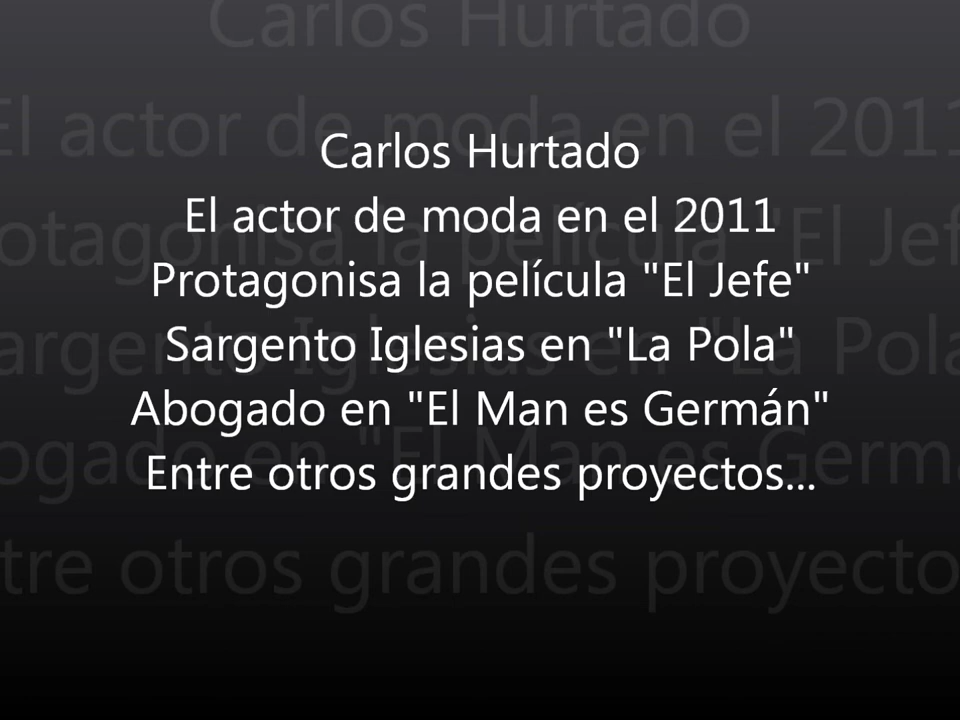 Carlos Hurtado
El actor de moda en el 2011
Protagonisa la película "El Jefe"
Sargento Iglesias en "La Pola"
Abogado en "El Man es Germán"
Entre otros grandes proyectos...